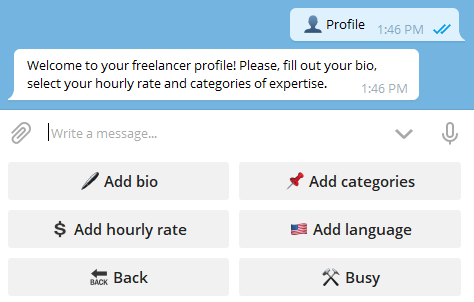 👤 Profile
1:46 PM
Welcome to your freelancer profile! Please, fill out your bio,
select your hourly rate and categories of expertise.
1:46 PM
Write a message...
Add bio
Add categories
$ Add hourly rate
Add language
BACK Back
Busy